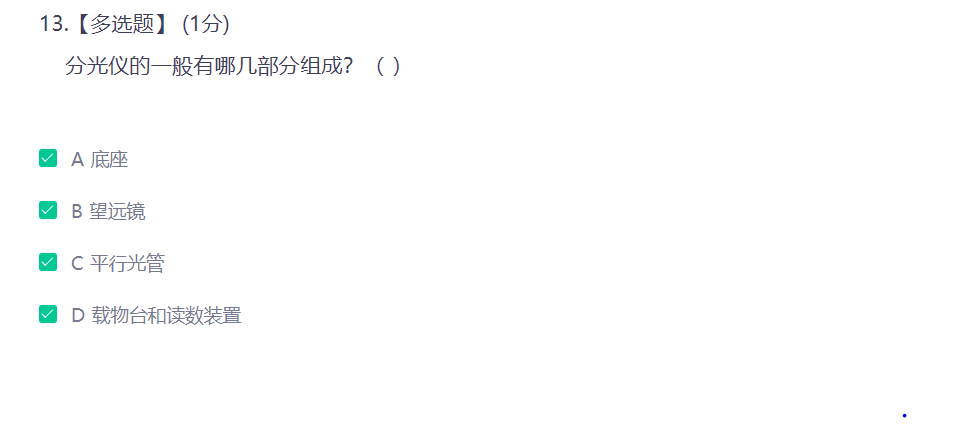 13.【多选题】 (1分)
分光仪的一般有哪几部分组成? （ ）
A 底座
B 望远镜
C 平行光管
D 载物台和读数装置